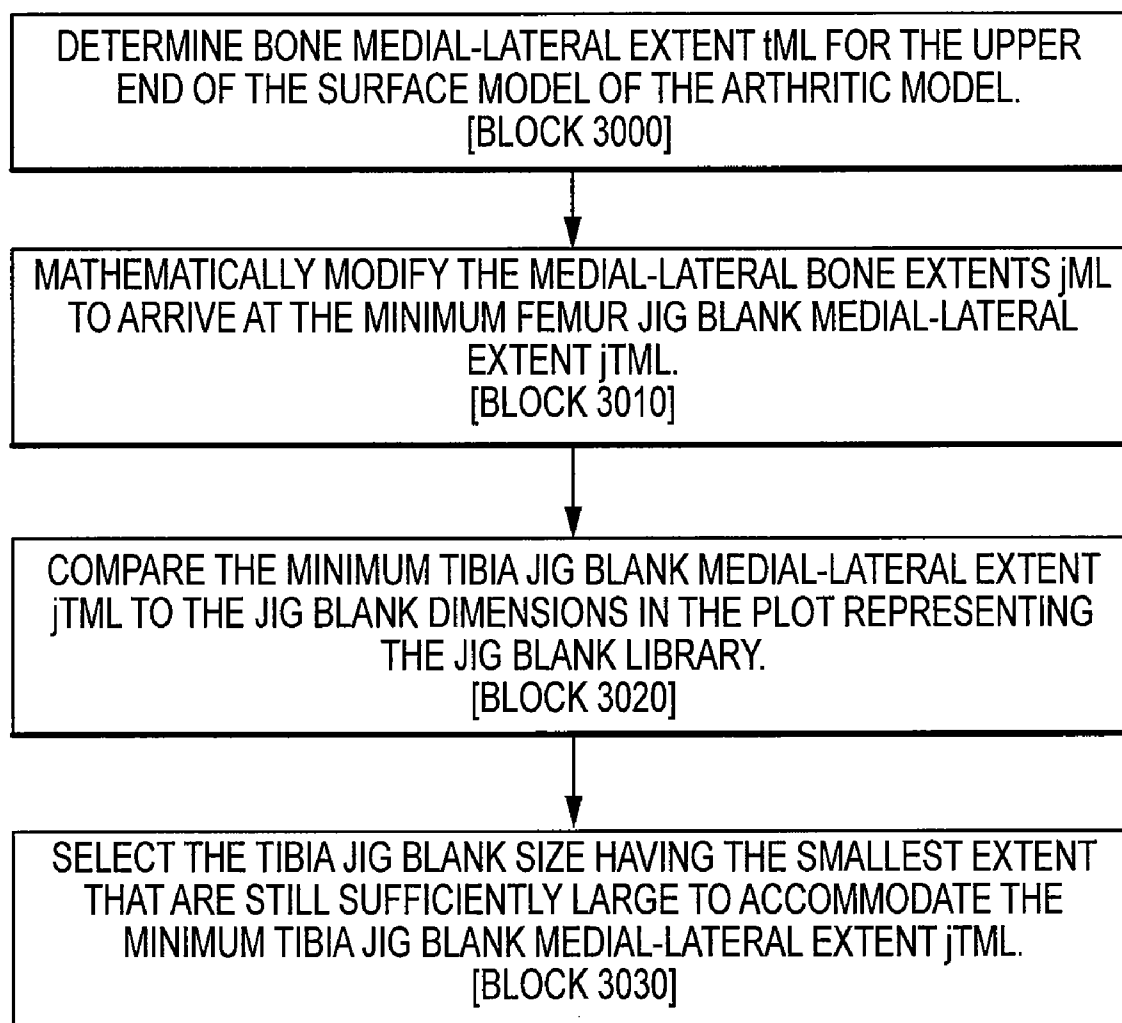 DETERMINE BONE MEDIAL-LATERAL EXTENT tML FOR THE UPPER
END OF THE SURFACE MODEL OF THE ARTHRITIC MODEL.
[BLOCK 3000]
MATHEMATICALLY MODIFY THE MEDIAL-LATERAL BONE EXTENTS jML
TO ARRIVE AT THE MINIMUM FEMUR JIG BLANK MEDIAL-LATERAL
EXTENT jTML.
[BLOCK 3010]
COMPARE THE MINIMUM TIBIA JIG BLANK MEDIAL-LATERAL EXTENT
jTML TO THE JIG BLANK DIMENSIONS IN THE PLOT REPRESENTING
THE JIG BLANK LIBRARY.
[BLOCK 3020]
SELECT THE TIBIA JIG BLANK SIZE HAVING THE SMALLEST EXTENT
THAT ARE STILL SUFFICIENTLY LARGE TO ACCOMMODATE THE
MINIMUM TIBIA JIG BLANK MEDIAL-LATERAL EXTENT jTML.
[BLOCK 3030]